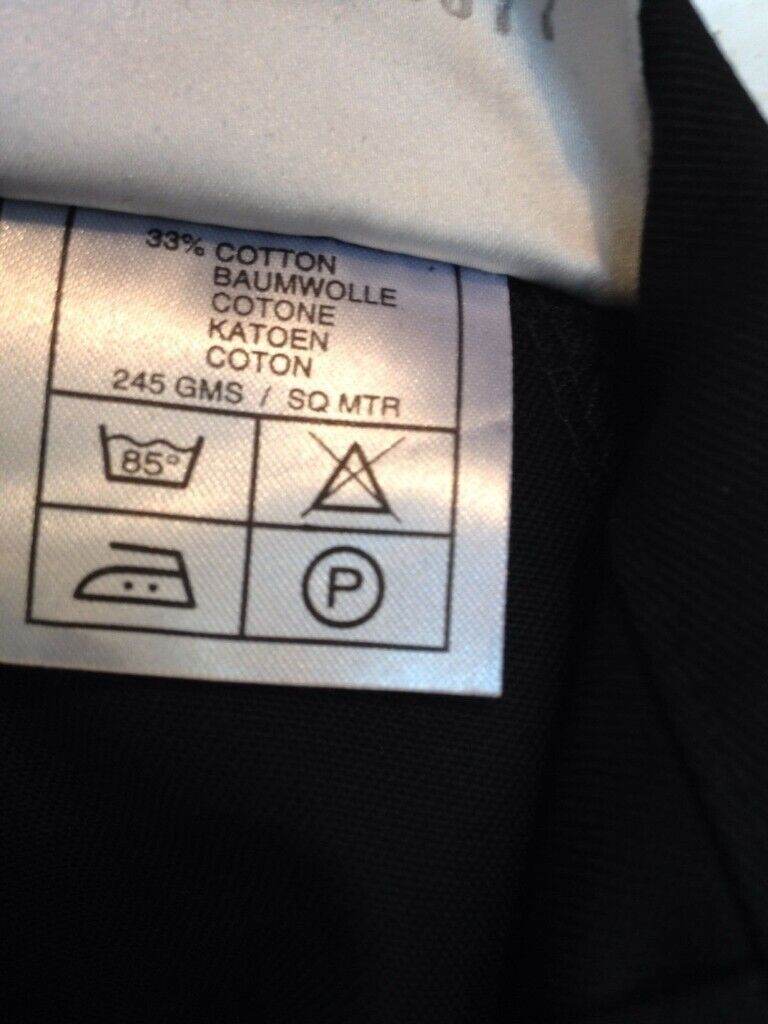 33% COTTON
BAUMWOLLE
COTONE
KATOEN
COTON
245 GMS / SQ MTR
85°
P